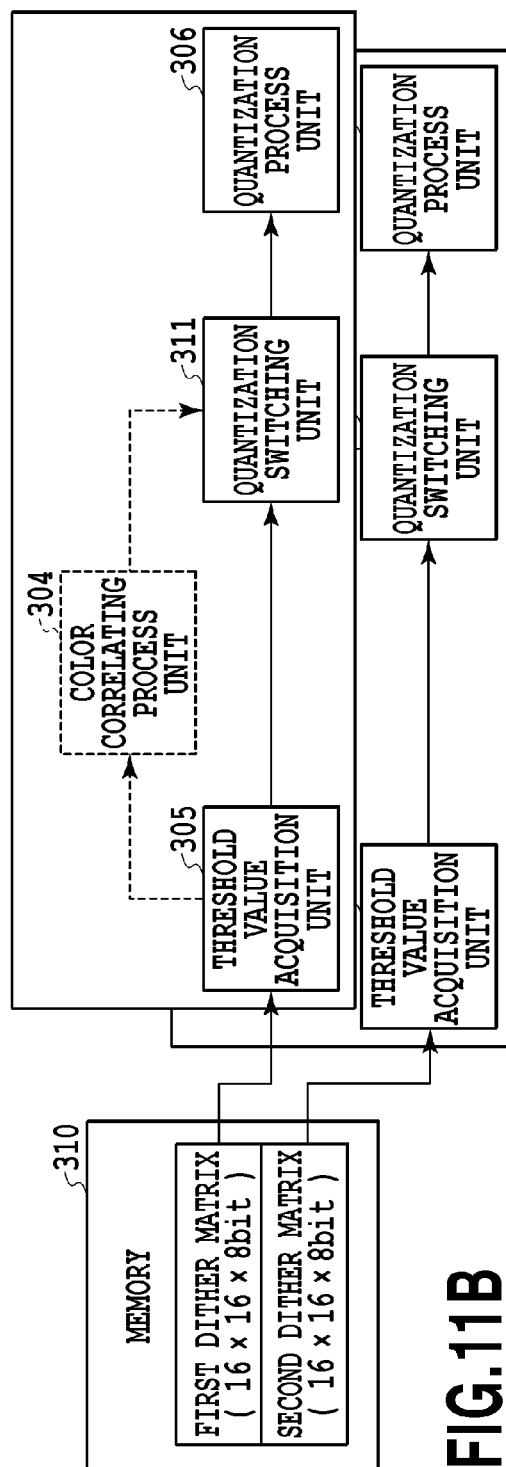 310
MEMORY
FIRST DITHER MATRIX
( 16 × 16 × 8bit )
SECOND DITHER MATRIX
( 16 × 16 × 8bit )
304
COLOR
CORRELATING
PROCESS
UNIT
305
THRESHOLD
VALUE
ACQUISITION
UNIT
311
QUANTIZATION
SWITCHING
UNIT
306
QUANTIZATION
PROCESS
UNIT
THRESHOLD
VALUE
ACQUISITION
UNIT
QUANTIZATION
SWITCHING
UNIT
QUANTIZATION
PROCESS
UNIT
FIG.11B